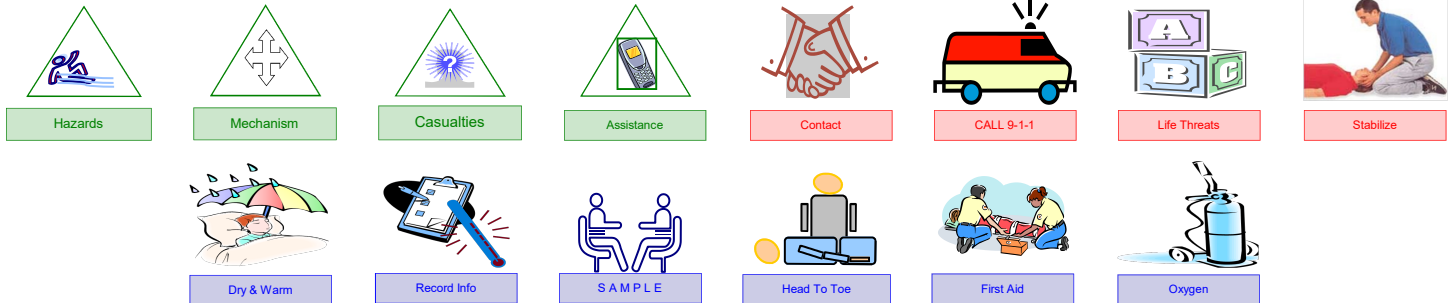 ?
A
B
C
Hazards
Mechanism
Casualties
Assistance
Contact
CALL 9-1-1
Life Threats
Stabilize
Dry & Warm
Record Info
S A M P L E
Head To Toe
First Aid
Oxygen